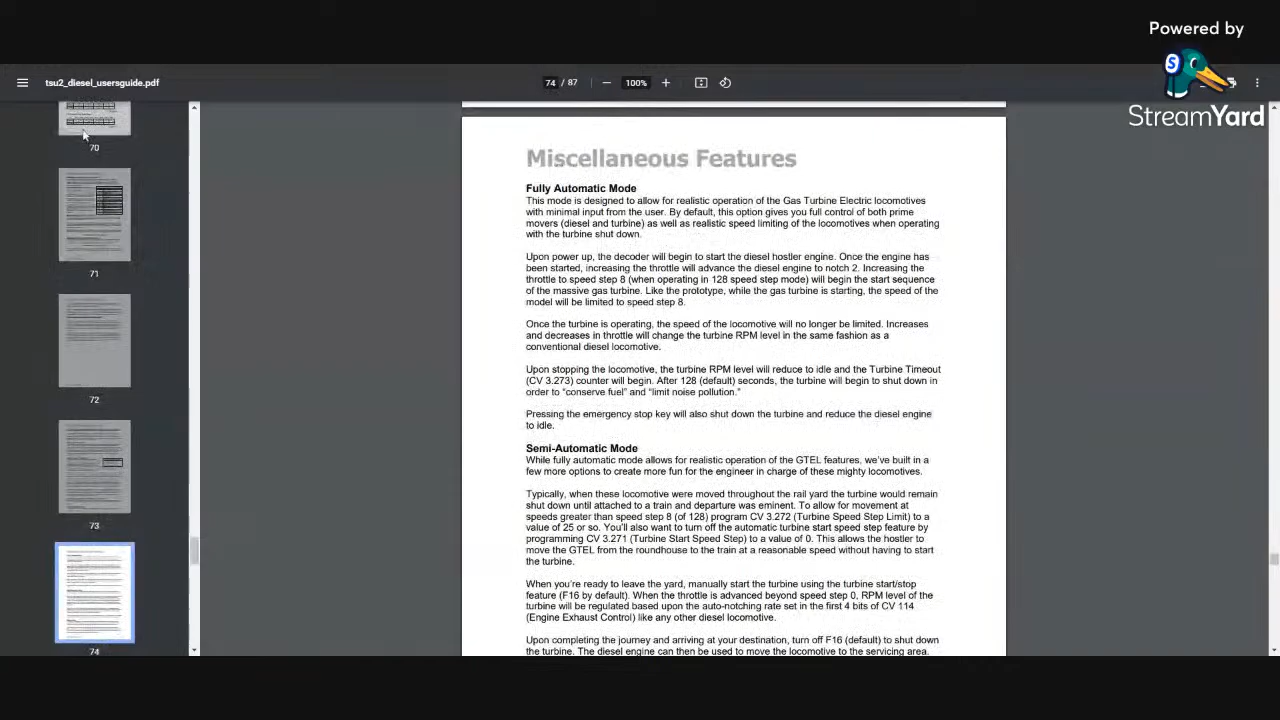 Powered by
StreamYard
tsu2_diesel_usersguide.pdf
74 / 87
100%
70
71
72
73
74
Miscellaneous Features
Fully Automatic Mode
This mode is designed to allow for realistic operation of the Gas Turbine Electric locomotives
with minimal input from the user. By default, this option gives you full control of both prime
movers (diesel and turbine) as well as realistic speed limiting of the locomotives when operating
with the turbine shut down.
Upon power up, the decoder will begin to start the diesel hostler engine. Once the engine has
been started, increasing the throttle will advance the diesel engine to notch 2. Increasing the
throttle to speed step 8 (when operating in 128 speed step mode) will begin the start sequence
of the massive gas turbine. Like the prototype, while the gas turbine is starting, the speed of the
model will be limited to speed step 8.
Once the turbine is operating, the speed of the locomotive will no longer be limited. Increases
and decreases in throttle will change the turbine RPM level in the same fashion as a
conventional diesel locomotive.
Upon stopping the locomotive, the turbine RPM level will reduce to idle and the Turbine Timeout
(CV 3.273) counter will begin. After 128 (default) seconds, the turbine will begin to shut down in
order to “conserve fuel” and “limit noise pollution.”
Pressing the emergency stop key will also shut down the turbine and reduce the diesel engine
to idle.
Semi-Automatic Mode
While fully automatic mode allows for realistic operation of the GTEL features, we’ve built in a
few more options to create more fun for the engineer in charge of these mighty locomotives.
Typically, when these locomotive were moved throughout the rail yard the turbine would remain
shut down until attached to a train and departure was eminent. To allow for movement at
speeds greater than speed step 8 (of 128) program CV 3.272 (Turbine Speed Step Limit) to a
value of 25 or so. You’ll also want to turn off the automatic turbine start speed step feature by
programming CV 3.271 (Turbine Start Speed Step) to a value of 0. This allows the hostler to
move the GTEL from the roundhouse to the train at a reasonable speed without having to start
the turbine.
When you’re ready to leave the yard, manually start the turbine using the turbine start/stop
feature (F16 by default). When the throttle is advanced beyond speed step 0, RPM level of the
turbine will be regulated based upon the auto-notching rate set in the first 4 bits of CV 114
(Engine Exhaust Control) like any other diesel locomotive.
Upon completing the journey and arriving at your destination, turn off F16 (default) to shut down
the turbine. The diesel engine can then be used to move the locomotive to the servicing area.